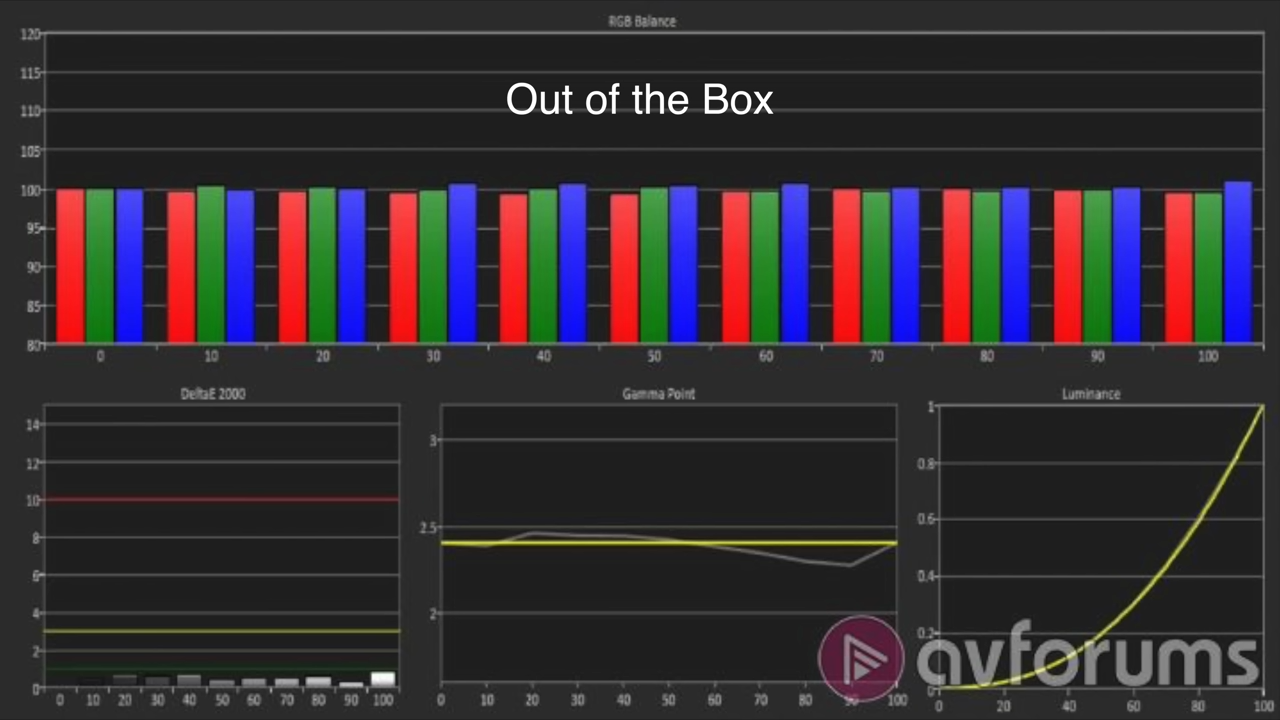 RGB Balance
Out of the Box
120
115
110
105
100
95
90
85
80
0 10 20 30 40 50 60 70 80 90 100
DeltaE 2000
14
12
10
8
6
4
2
0
0 10 20 30 40 50 60 70 80 90 100
Gamma Point
3
2.5
2
0 10 20 30 40 50 60 70 80 90 100
Luminance
1
0.8
0.6
0.4
0.2
0
0 20 40 60 80 100
avforums